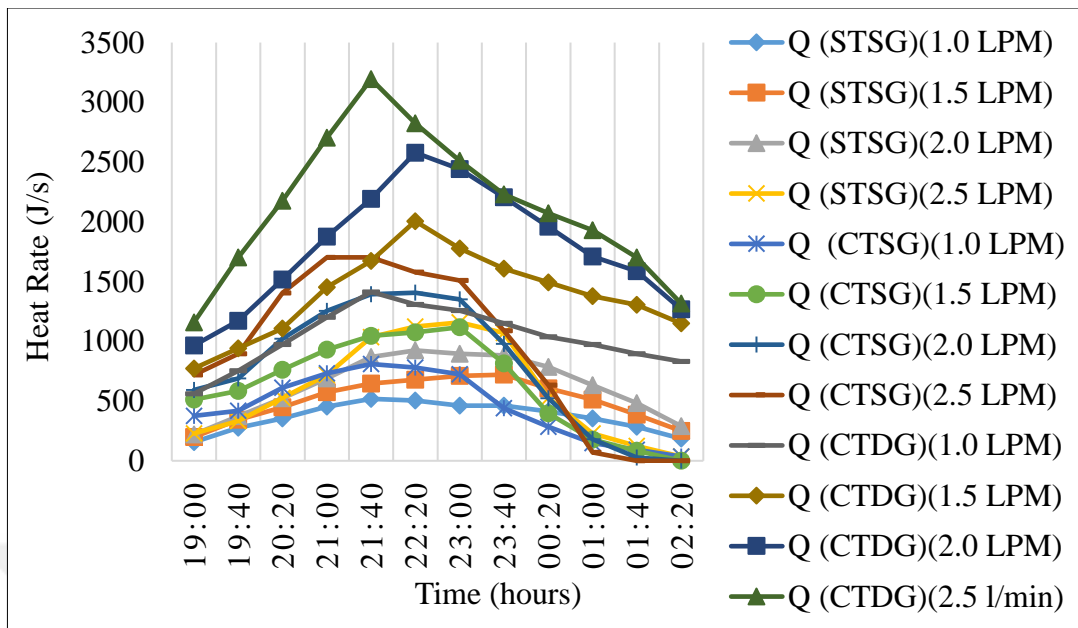 3500
3000
2500
2000
1500
1000
500
0
Heat Rate (J/s)
19:00
19:40
20:20
21:00
21:40
22:20
23:00
23:40
00:20
01:00
01:40
02:20
Time (hours)
Q (STSG)(1.0 LPM)
Q (STSG)(1.5 LPM)
Q (STSG)(2.0 LPM)
Q (STSG)(2.5 LPM)
Q (CTSG)(1.0 LPM)
Q (CTSG)(1.5 LPM)
Q (CTSG)(2.0 LPM)
Q (CTSG)(2.5 LPM)
Q (CTDG)(1.0 LPM)
Q (CTDG)(1.5 LPM)
Q (CTDG)(2.0 LPM)
Q (CTDG)(2.5 l/min)